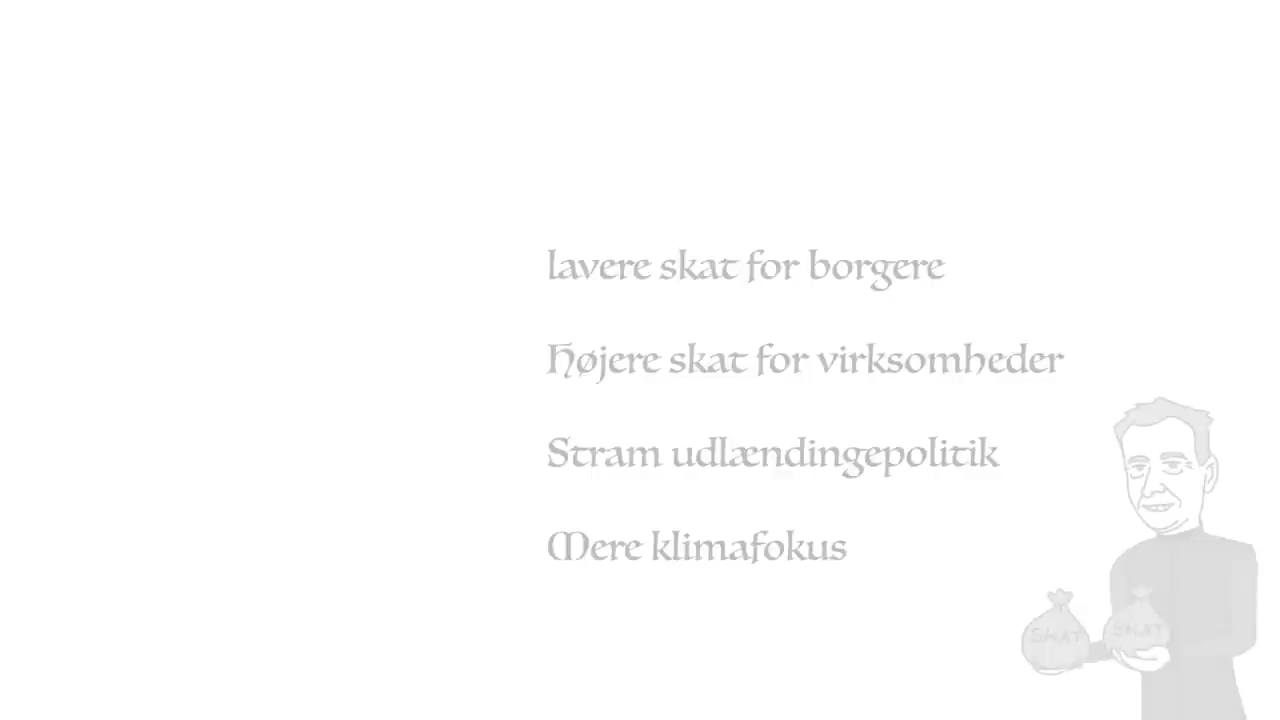 lavere skat for borgere
Højere skat for virksomheder
Stram udlændingepolitik
Mere klimafokus
SKAT SKAT